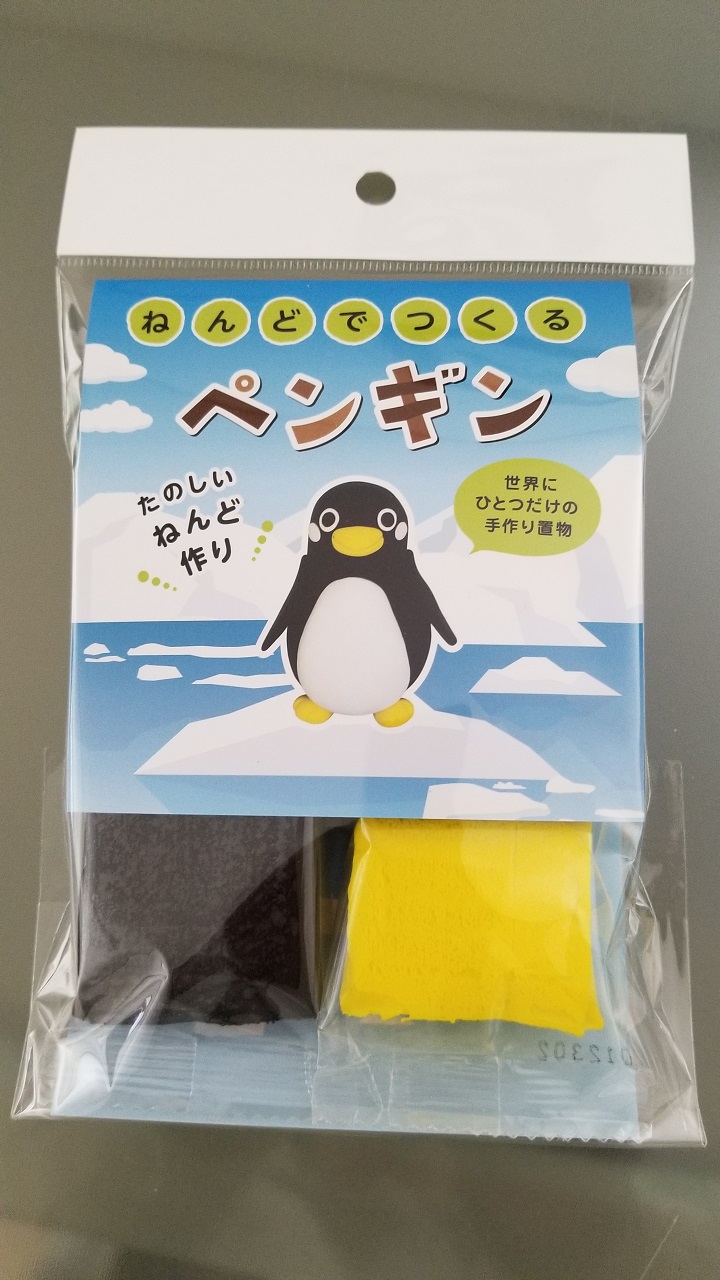 ねんどでつくる
ペンギン
たのしい
ねんど
作り
世界に
ひとつだけの
手作り置物
012302